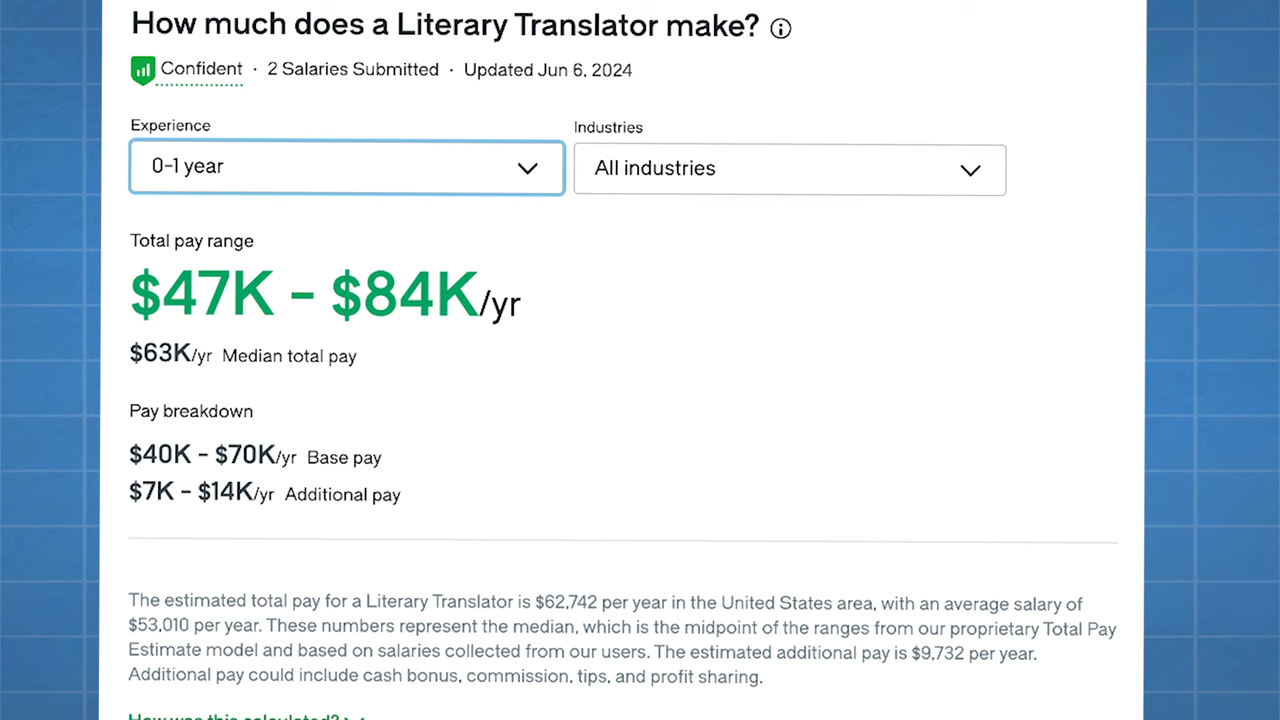 How much does a Literary Translator make?
Confident · 2 Salaries Submitted · Updated Jun 6, 2024
Experience
Industries
0-1 year
All industries
Total pay range
$47K - $84K/yr
$63K/yr Median total pay
Pay breakdown
$40K - $70K/yr Base pay
$7K - $14K/yr Additional pay
The estimated total pay for a Literary Translator is $62,742 per year in the United States area, with an average salary of
$53,010 per year. These numbers represent the median, which is the midpoint of the ranges from our proprietary Total Pay
Estimate model and based on salaries collected from our users. The estimated additional pay is $9,732 per year.
Additional pay could include cash bonus, commission, tips, and profit sharing.
How was this calculated?